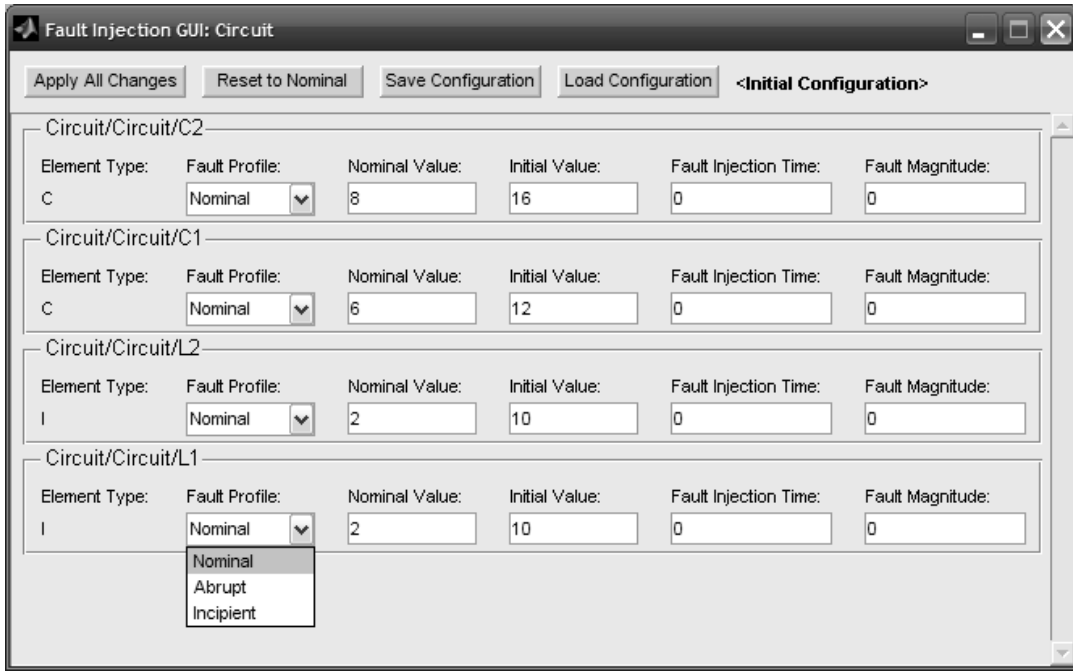 Fault Injection GUI: Circuit
Apply All Changes Reset to Nominal Save Configuration Load Configuration <Initial Configuration>
Circuit/Circuit/C2
Element Type: Fault Profile: Nominal Value: Initial Value: Fault Injection Time: Fault Magnitude:
C Nominal 8 16 0 0
Circuit/Circuit/C1
Element Type: Fault Profile: Nominal Value: Initial Value: Fault Injection Time: Fault Magnitude:
C Nominal 6 12 0 0
Circuit/Circuit/L2
Element Type: Fault Profile: Nominal Value: Initial Value: Fault Injection Time: Fault Magnitude:
I Nominal 2 10 0 0
Circuit/Circuit/L1
Element Type: Fault Profile: Nominal Value: Initial Value: Fault Injection Time: Fault Magnitude:
I Nominal 2 10 0 0
Nominal
Abrupt
Incipient